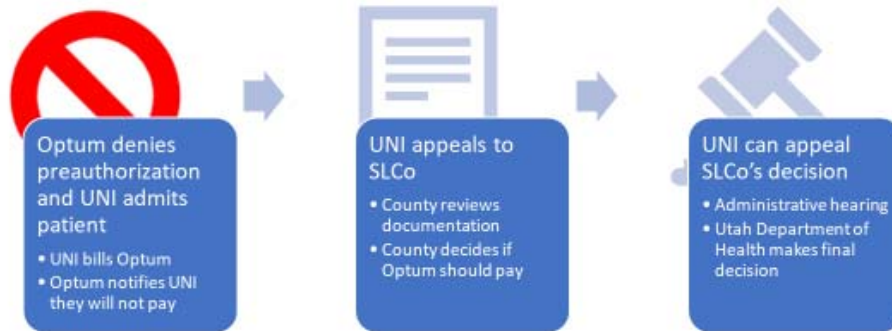 Optum denies
preauthorization
and UNI admits
patient
• UNI bills Optum
• Optum notifies UNI
they will not pay
UNI appeals to
SLCo
• County reviews
documentation
• County decides if
Optum should pay
UNI can appeal
SLCo's decision
• Administrative hearing
• Utah Department of
Health makes final
decision